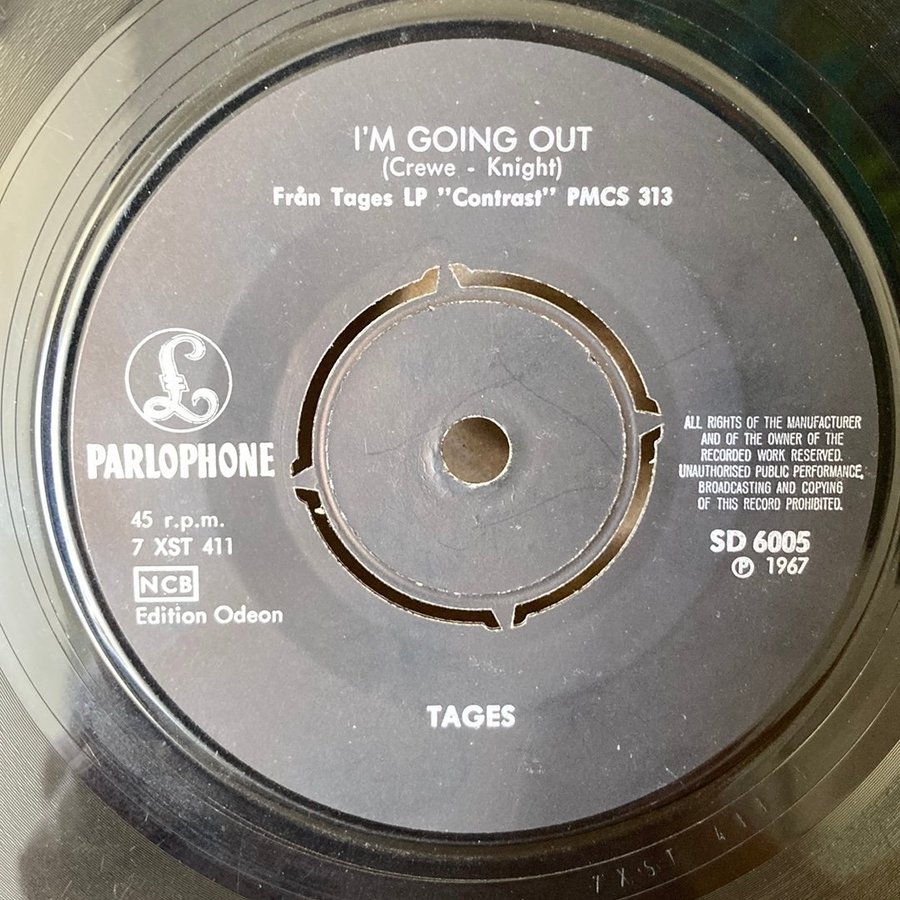 I'M GOING OUT
(Crewe - Knight)
Från Tages LP "Contrast" PMCS 313
£
PARLOPHONE
45 r.p.m.
7 XST 411
NCB
Edition Odeon
ALL RIGHTS OF THE MANUFACTURER
AND OF THE OWNER OF THE
RECORDED WORK RESERVED.
UNAUTHORISED PUBLIC PERFORMANCE,
BROADCASTING AND COPYING
OF THIS RECORD PROHIBITED.
SD 6005
℗ 1967
TAGES
7 X·S·T 411